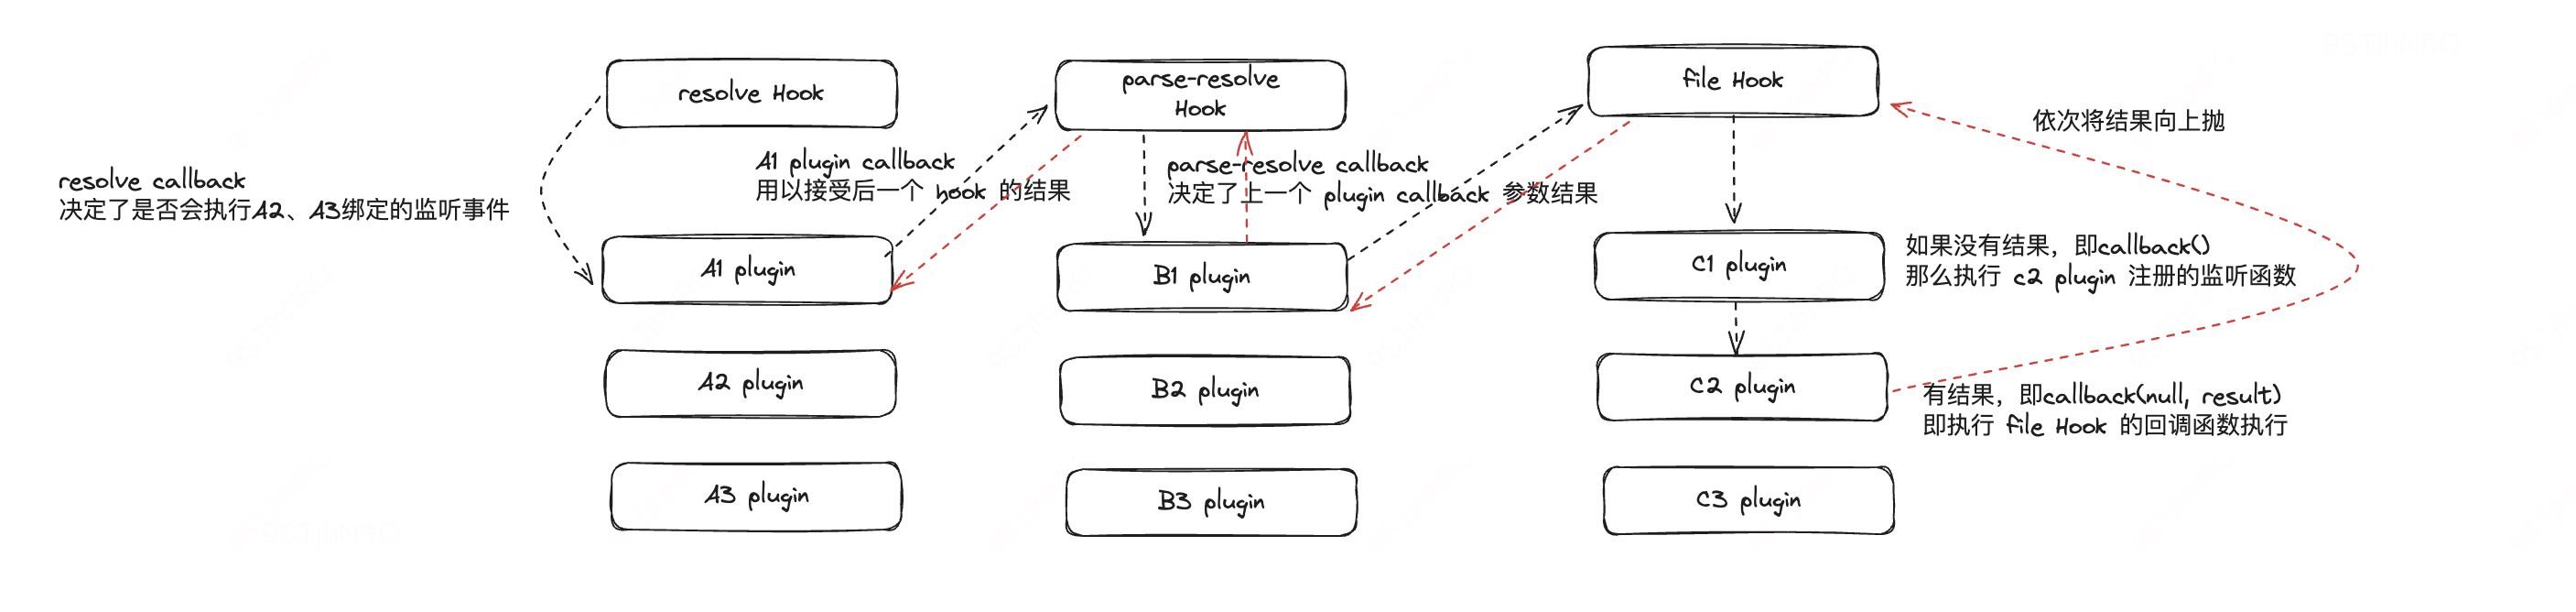 resolve Hook
parse-resolve
Hook
file Hook
依次将结果向上抛
A1 plugin callback
用以接受后一个 hook 的结果
parse-resolve callback
决定了上一个 plugin callback 参数结果
resolve callback
决定了是否会执行A2、A3绑定的监听事件
A1 plugin
B1 plugin
C1 plugin
如果没有结果，即callback()
那么执行 c2 plugin 注册的监听函数
A2 plugin
B2 plugin
C2 plugin
有结果，即callback(null, result)
即执行 file Hook 的回调函数执行
A3 plugin
B3 plugin
C3 plugin